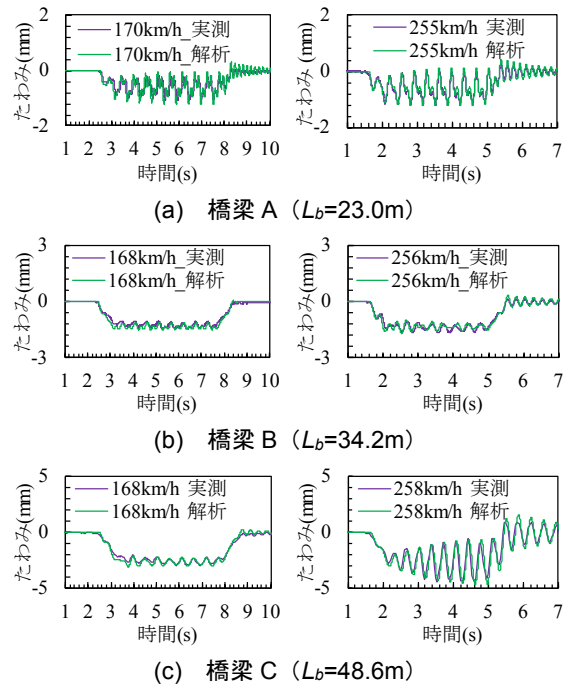 170km/h_実測
170km/h_解析
たわみ(mm)
2
0
-2
1 2 3 4 5 6 7 8 9 10
時間(s)
255km/h 実測
255km/h 解析
たわみ(mm)
2
0
-2
1 2 3 4 5 6 7
時間(s)
(a) 橋梁 A（Lb=23.0m）
168km/h_実測
168km/h_解析
たわみ(mm)
3
0
-3
1 2 3 4 5 6 7 8 9 10
時間(s)
256km/h_実測
256km/h_解析
たわみ(mm)
3
0
-3
1 2 3 4 5 6 7
時間(s)
(b) 橋梁 B（Lb=34.2m）
168km/h 実測
168km/h 解析
たわみ(mm)
5
0
-5
1 2 3 4 5 6 7 8 9 10
時間(s)
258km/h 実測
258km/h 解析
たわみ(mm)
5
0
-5
1 2 3 4 5 6 7
時間(s)
(c) 橋梁 C（Lb=48.6m）